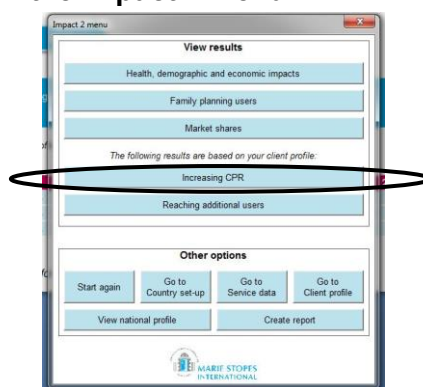 Impact 2 menu
View results
Health, demographic and economic impacts
Family planning users
Market shares
The following results are based on your client profile:
Increasing CPR
Reaching additional users
Other options
Start again
Go to
Country set-up
Go to
Service data
Go to
Client profile
View national profile
Create report
MARIE STOPES
INTERNATIONAL